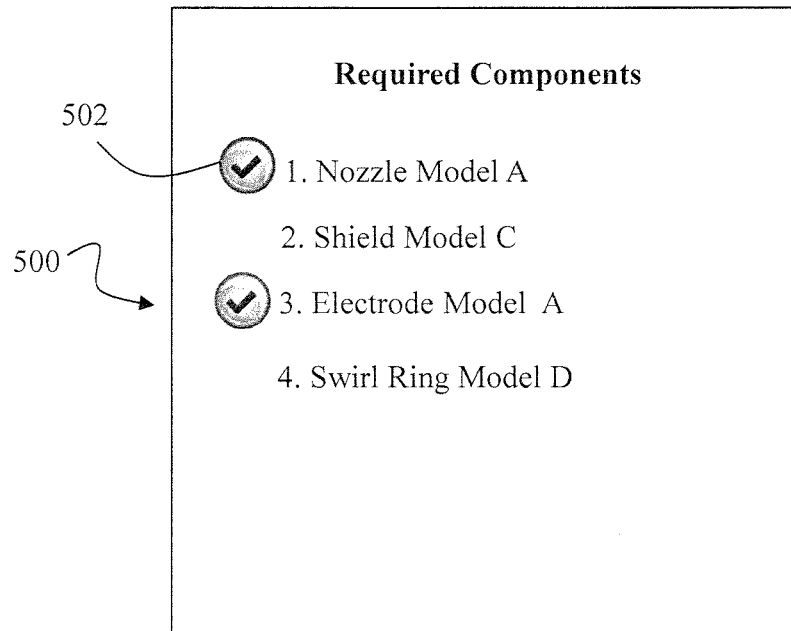 Required Components
502
1. Nozzle Model A
2. Shield Model C
500
3. Electrode Model A
4. Swirl Ring Model D